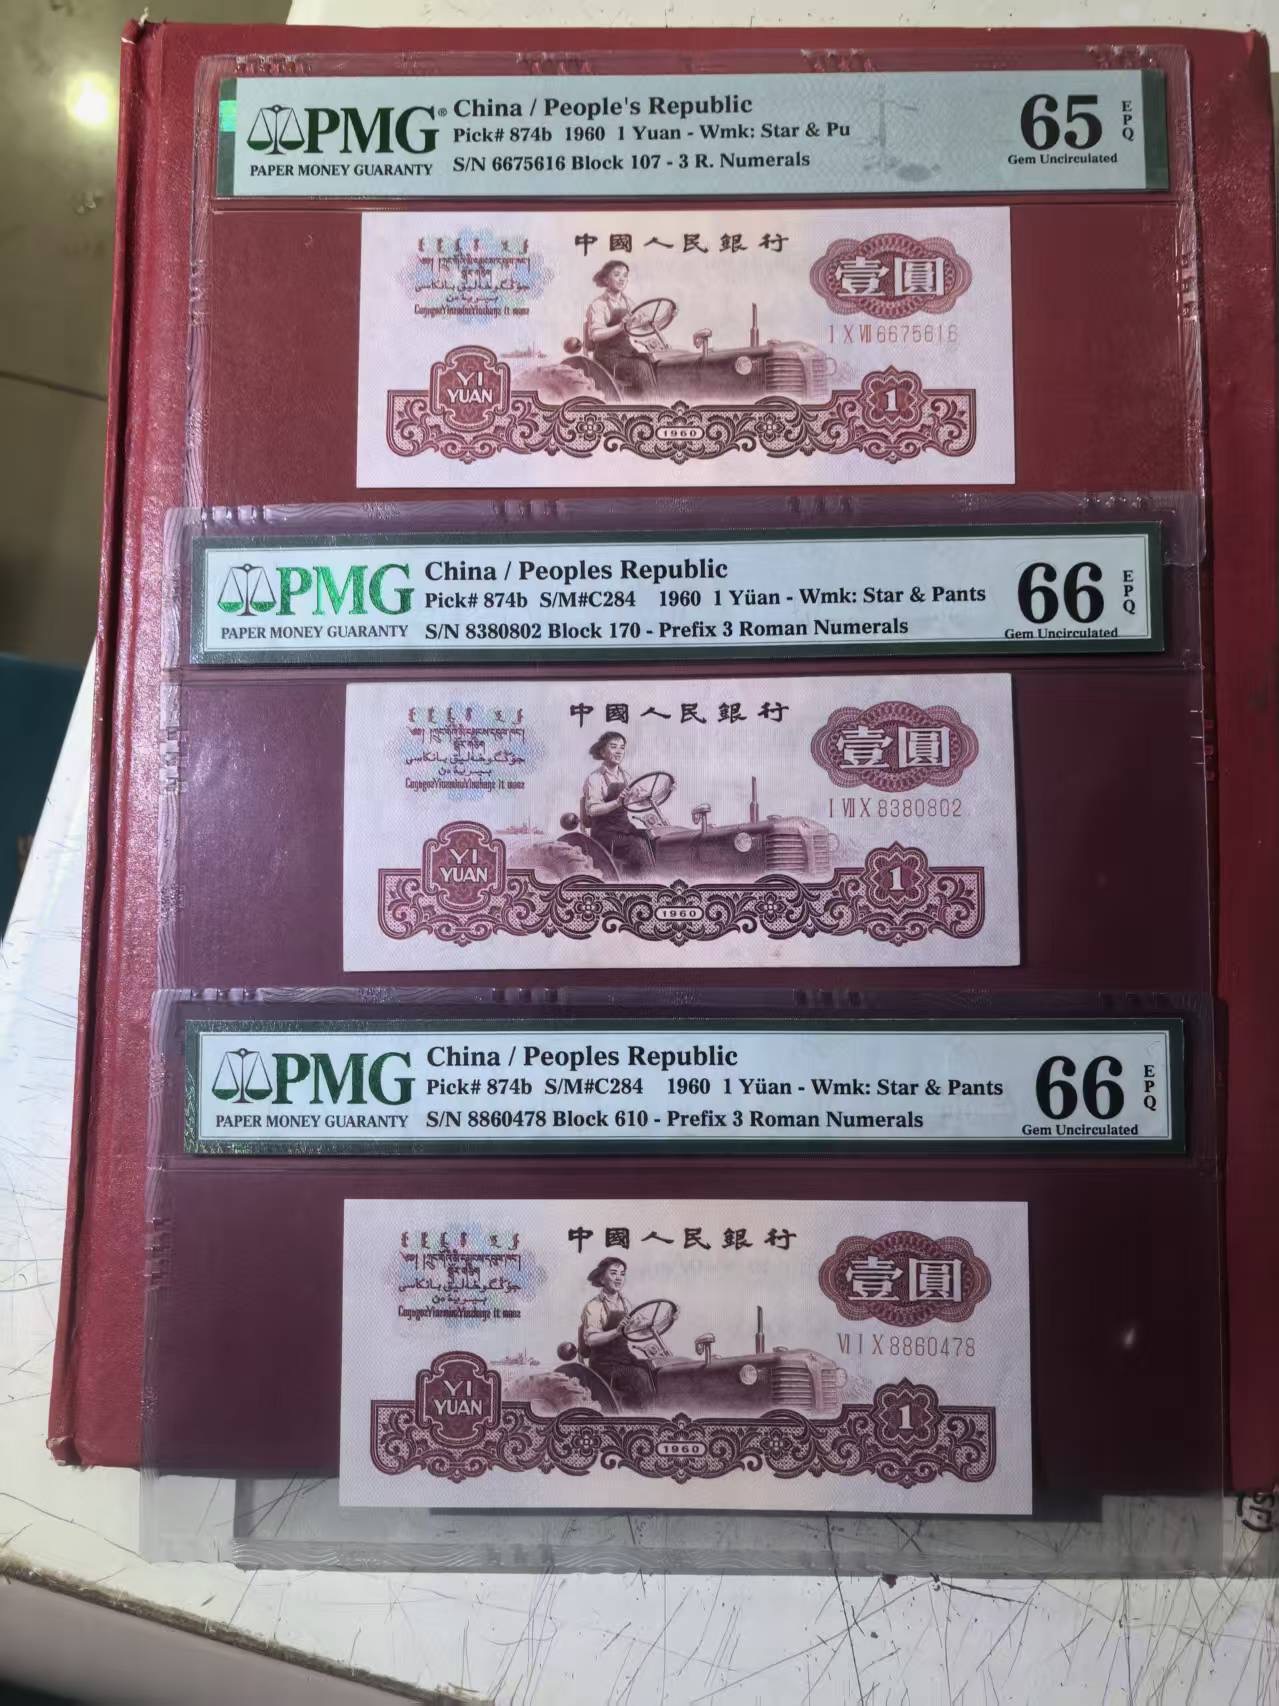 PMG®
PAPER MONEY GUARANTY
China / People's Republic
Pick# 874b 1960 1 Yuan - Wmk: Star & Pu
S/N 6675616 Block 107 - 3 R. Numerals
65 EPQ
Gem Uncirculated
中國人民銀行
壹圓
I X VII 6675616
YI
YUAN
1960
1
PMG
PAPER MONEY GUARANTY
China / Peoples Republic
Pick# 874b S/M#C284 1960 1 Yüan - Wmk: Star & Pants
S/N 8380802 Block 170 - Prefix 3 Roman Numerals
66 EPQ
Gem Uncirculated
中國人民銀行
壹圓
I VII X 8380802
YI
YUAN
1960
1
PMG
PAPER MONEY GUARANTY
China / Peoples Republic
Pick# 874b S/M#C284 1960 1 Yüan - Wmk: Star & Pants
S/N 8860478 Block 610 - Prefix 3 Roman Numerals
66 EPQ
Gem Uncirculated
中國人民銀行
壹圓
VII I X 8860478
YI
YUAN
1960
1